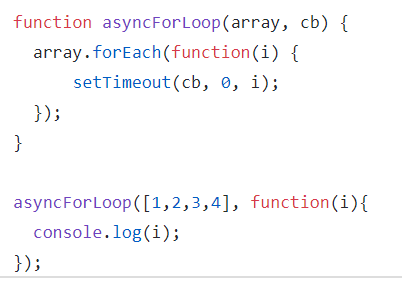 function asyncForLoop(array, cb) {
  array.forEach(function(i) {
      setTimeout(cb, 0, i);
  });
}

asyncForLoop([1,2,3,4], function(i){
  console.log(i);
});